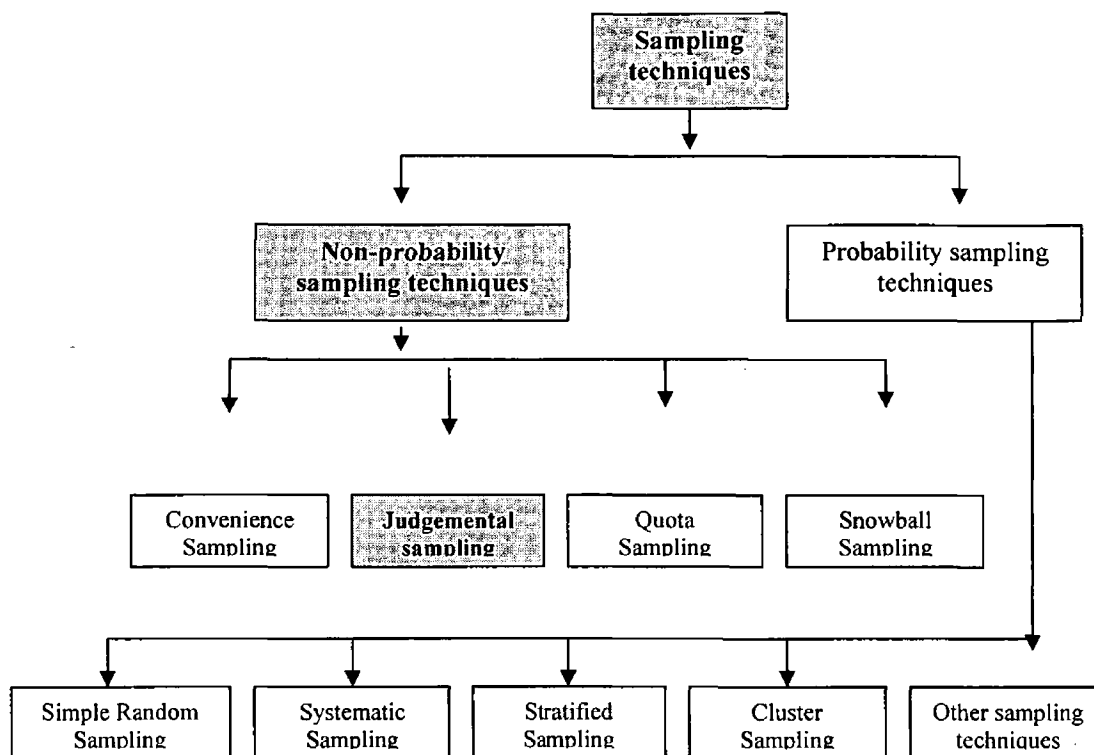 Sampling
techniques
Non-probability
sampling techniques
Probability sampling
techniques
Convenience
Sampling
Judgemental
sampling
Quota
Sampling
Snowball
Sampling
Simple Random
Sampling
Systematic
Sampling
Stratified
Sampling
Cluster
Sampling
Other sampling
techniques